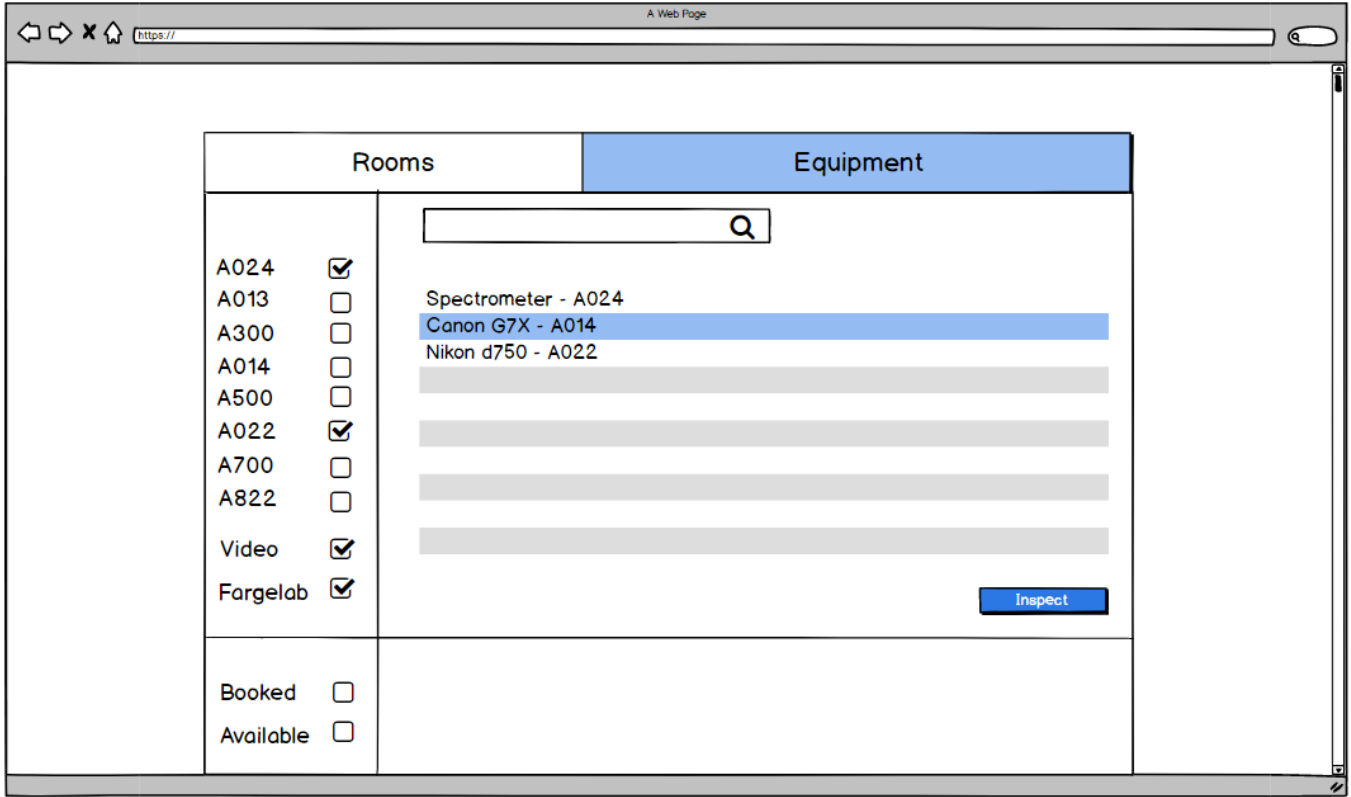 A Web Page
https://
Rooms
Equipment
A024
A013
A300
A014
A500
A022
A700
A822
Video
Fargelab
Spectrometer - A024
Canon G7X - A014
Nikon d750 - A022
Inspect
Booked
Available